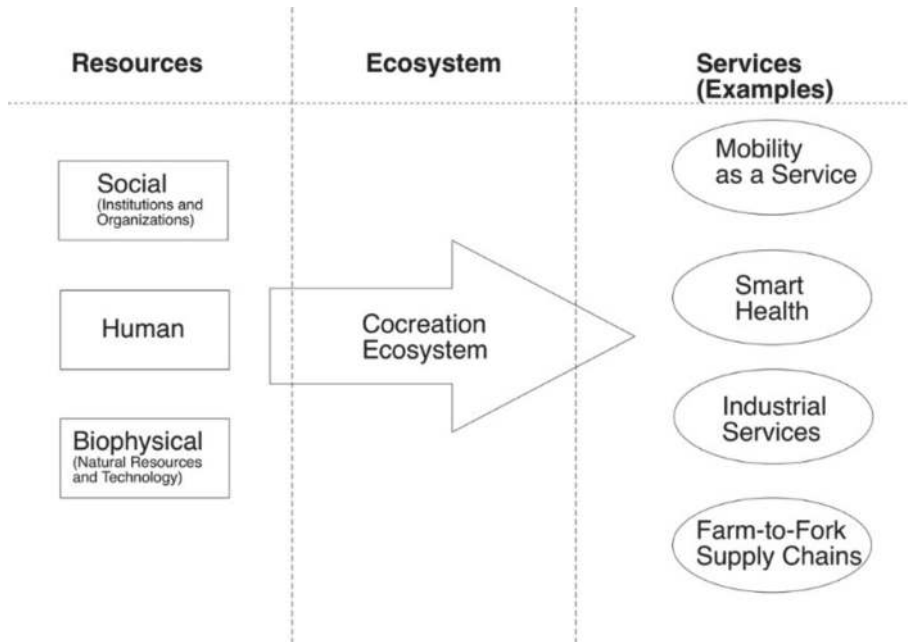 Resources
Ecosystem
Services
(Examples)
Social
(Institutions and
Organizations)
Human
Biophysical
(Natural Resources
and Technology)
Cocreation
Ecosystem
Mobility
as a Service
Smart
Health
Industrial
Services
Farm-to-Fork
Supply Chains